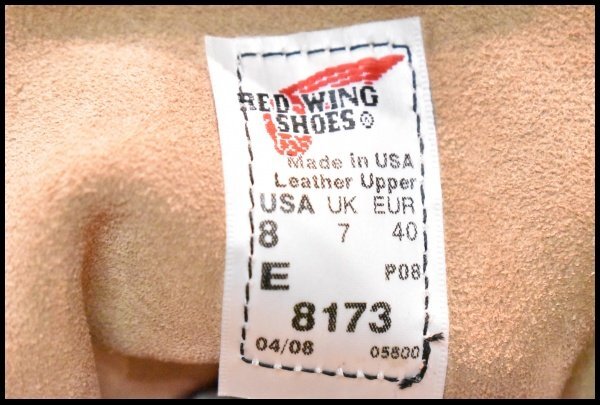 RED WING
SHOES®
Made in USA
Leather Upper
USA UK EUR
8 7 40
E P08
8173
04/08 05800